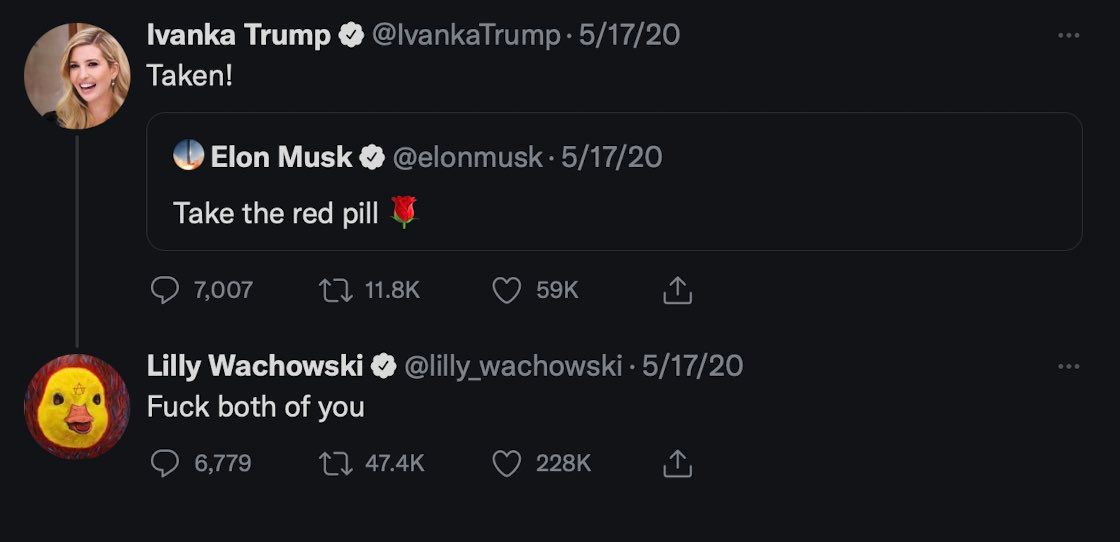 Ivanka Trump @IvankaTrump · 5/17/20
Taken!
Elon Musk @elonmusk · 5/17/20
Take the red pill 🌹
7,007 11.8K 59K
Lilly Wachowski @lilly_wachowski · 5/17/20
Fuck both of you
6,779 47.4K 228K